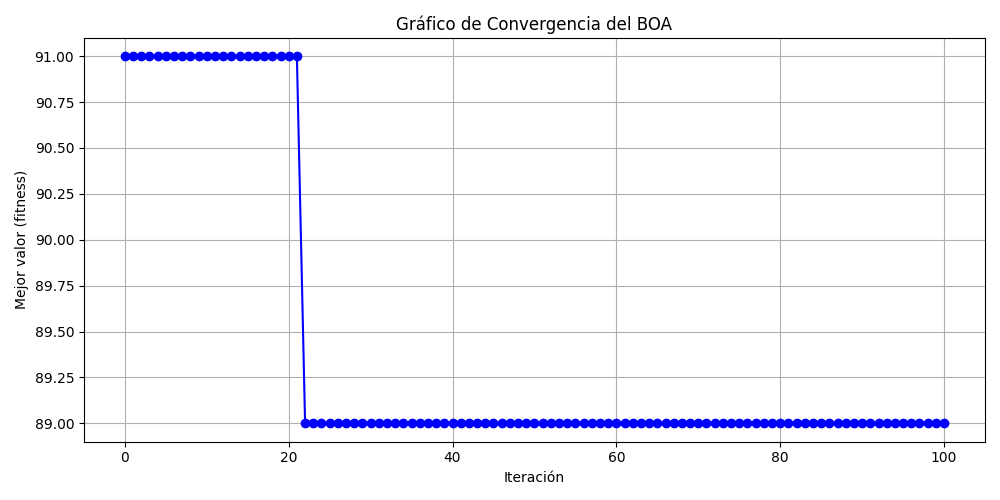 Gráfico de Convergencia del BOA
Mejor valor (fitness)
91.00
90.75
90.50
90.25
90.00
89.75
89.50
89.25
89.00
0 20 40 60 80 100
Iteración